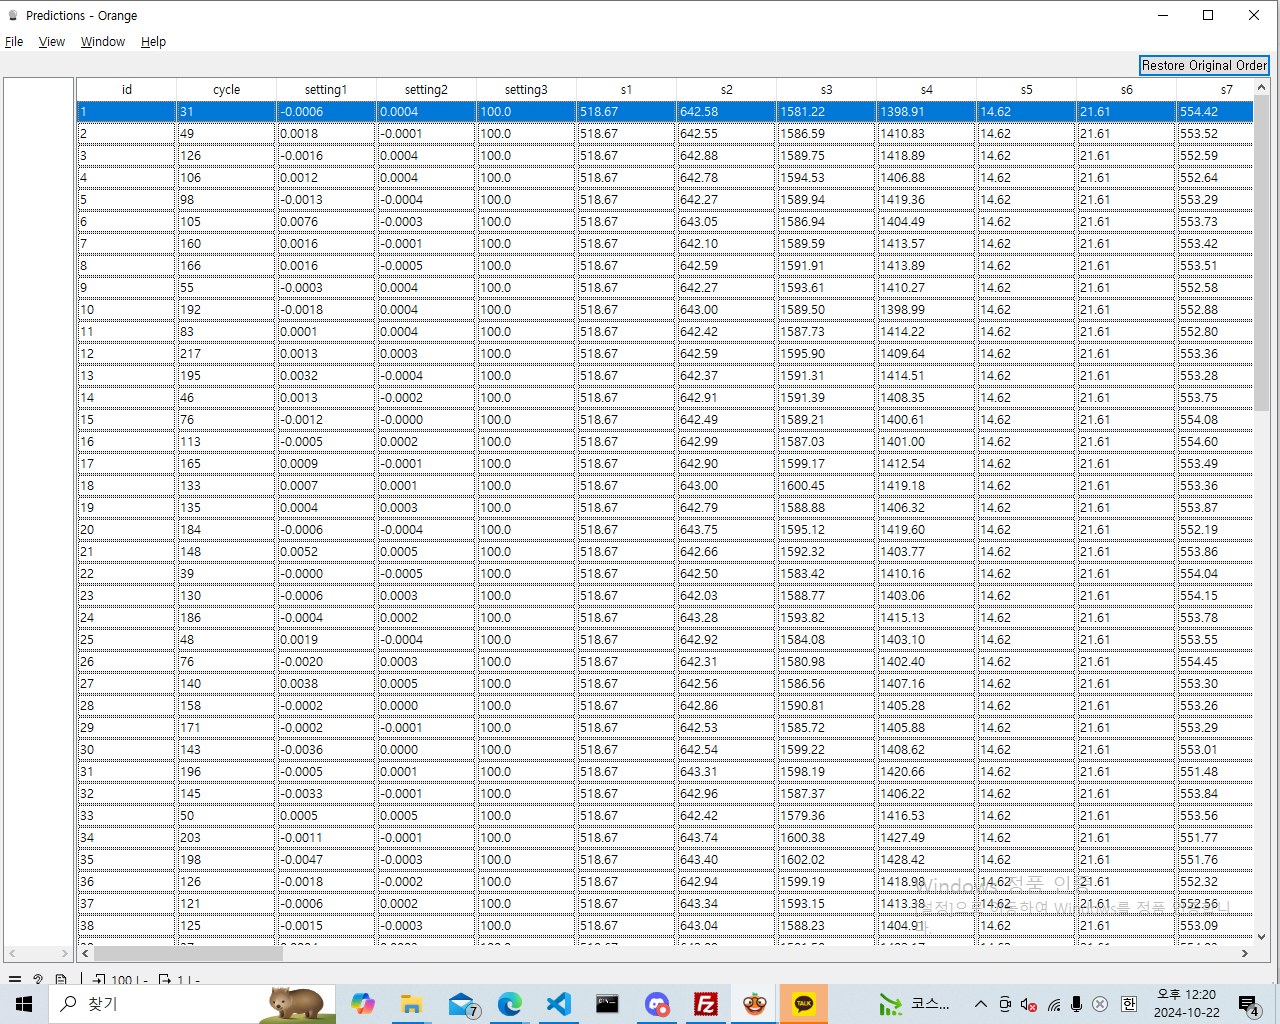 Predictions - Orange
File View Window Help
Restore Original Order
id cycle setting1 setting2 setting3 s1 s2 s3 s4 s5 s6 s7
1 31 -0.0006 0.0004 100.0 518.67 642.58 1581.22 1398.91 14.62 21.61 554.42
2 49 0.0018 -0.0001 100.0 518.67 642.55 1586.59 1410.83 14.62 21.61 553.52
3 126 -0.0016 0.0004 100.0 518.67 642.88 1589.75 1418.89 14.62 21.61 552.59
4 106 0.0012 0.0004 100.0 518.67 642.78 1594.53 1406.88 14.62 21.61 552.64
5 98 -0.0013 -0.0004 100.0 518.67 642.27 1589.94 1419.36 14.62 21.61 553.29
6 105 0.0076 -0.0003 100.0 518.67 643.05 1586.94 1404.49 14.62 21.61 553.73
7 160 0.0016 -0.0001 100.0 518.67 642.10 1589.59 1413.57 14.62 21.61 553.42
8 166 0.0016 -0.0005 100.0 518.67 642.59 1591.91 1413.89 14.62 21.61 553.51
9 55 -0.0003 0.0004 100.0 518.67 642.27 1593.61 1410.27 14.62 21.61 552.58
10 192 -0.0018 0.0004 100.0 518.67 643.00 1589.50 1398.99 14.62 21.61 552.88
11 83 0.0001 0.0004 100.0 518.67 642.42 1587.73 1414.22 14.62 21.61 552.80
12 217 0.0013 0.0003 100.0 518.67 642.59 1595.90 1409.64 14.62 21.61 553.36
13 195 0.0032 -0.0004 100.0 518.67 642.37 1591.31 1414.51 14.62 21.61 553.28
14 46 0.0013 -0.0002 100.0 518.67 642.91 1591.39 1408.35 14.62 21.61 553.75
15 76 -0.0012 -0.0000 100.0 518.67 642.49 1589.21 1400.61 14.62 21.61 554.08
16 113 -0.0005 0.0002 100.0 518.67 642.99 1587.03 1401.00 14.62 21.61 554.60
17 165 0.0009 -0.0001 100.0 518.67 642.90 1599.17 1412.54 14.62 21.61 553.49
18 133 0.0007 0.0001 100.0 518.67 643.00 1600.45 1419.18 14.62 21.61 553.36
19 135 0.0004 0.0003 100.0 518.67 642.79 1588.88 1406.32 14.62 21.61 553.87
20 184 -0.0006 -0.0004 100.0 518.67 643.75 1595.12 1419.60 14.62 21.61 552.19
21 148 0.0052 0.0005 100.0 518.67 642.66 1592.32 1403.77 14.62 21.61 553.86
22 39 -0.0000 -0.0005 100.0 518.67 642.50 1583.42 1410.16 14.62 21.61 554.04
23 130 -0.0006 0.0003 100.0 518.67 642.03 1588.77 1403.06 14.62 21.61 554.15
24 186 -0.0004 0.0002 100.0 518.67 643.28 1593.82 1415.13 14.62 21.61 553.78
25 48 0.0019 -0.0004 100.0 518.67 642.92 1584.08 1403.10 14.62 21.61 553.55
26 76 -0.0020 0.0003 100.0 518.67 642.31 1580.98 1402.40 14.62 21.61 554.45
27 140 0.0038 0.0005 100.0 518.67 642.56 1586.56 1407.16 14.62 21.61 553.30
28 158 -0.0002 0.0000 100.0 518.67 642.86 1590.81 1405.28 14.62 21.61 553.26
29 171 -0.0002 -0.0001 100.0 518.67 642.53 1585.72 1405.88 14.62 21.61 553.29
30 143 -0.0036 0.0000 100.0 518.67 642.54 1599.22 1408.62 14.62 21.61 553.01
31 196 -0.0005 0.0001 100.0 518.67 643.31 1598.19 1420.66 14.62 21.61 551.48
32 145 -0.0033 -0.0001 100.0 518.67 642.96 1587.37 1406.22 14.62 21.61 553.84
33 50 0.0005 0.0005 100.0 518.67 642.42 1579.36 1416.53 14.62 21.61 553.56
34 203 -0.0011 -0.0001 100.0 518.67 643.74 1600.38 1427.49 14.62 21.61 551.77
35 198 -0.0047 -0.0003 100.0 518.67 643.40 1602.02 1428.42 14.62 21.61 551.76
36 126 -0.0018 -0.0002 100.0 518.67 642.94 1599.19 1418.98 14.62 21.61 552.32
37 121 -0.0006 0.0002 100.0 518.67 643.34 1593.15 1413.38 14.62 21.61 552.56
38 125 -0.0015 -0.0003 100.0 518.67 643.04 1588.23 1404.91 14.62 21.61 553.09
Windows 정품 인증
[설정]으로 이동하여 Windows를 정품 인증합니
다.
100 | - 1 | -
찾기
7
TALK
코스...
한
오후 12:20
2024-10-22
4